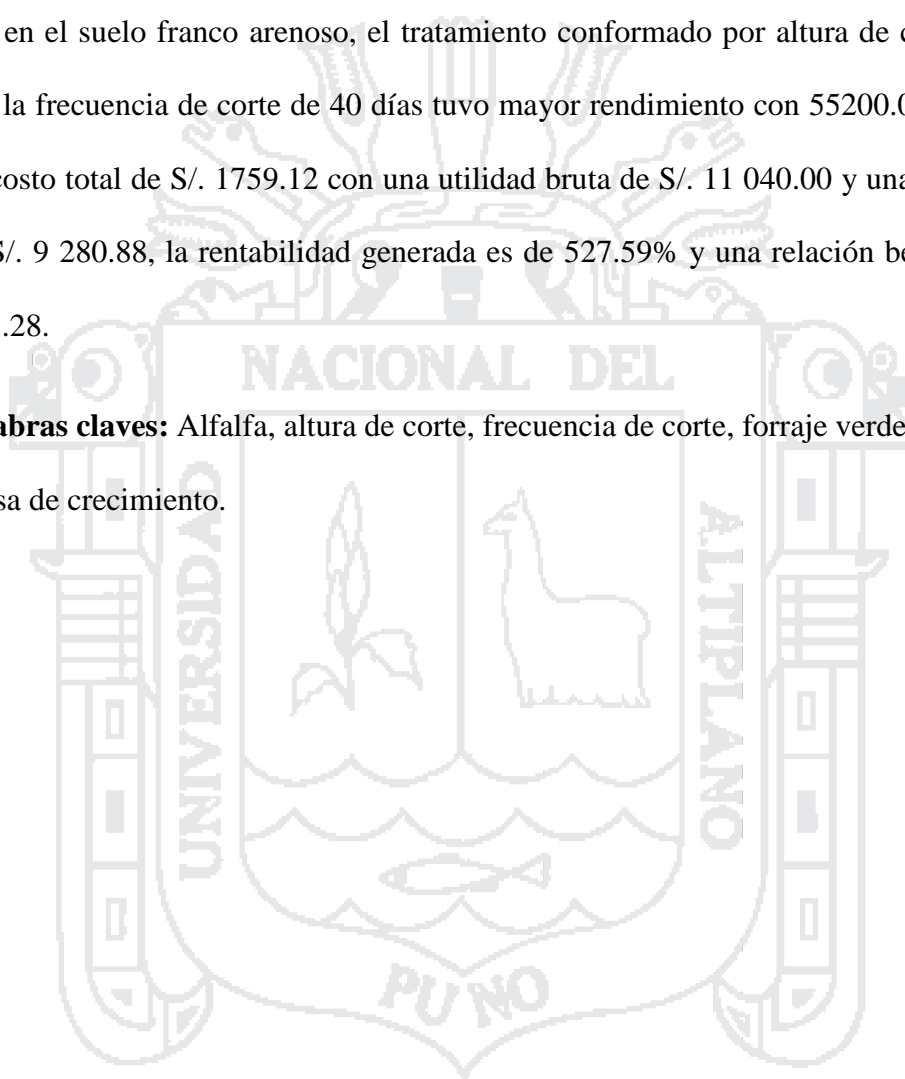 en el suelo franco arenoso, el tratamiento conformado por altura de
la frecuencia de corte de 40 días tuvo mayor rendimiento con 55200.0
costo total de S/. 1759.12 con una utilidad bruta de S/. 11 040.00 y una
S/. 9 280.88, la rentabilidad generada es de 527.59% y una relación
.28.
NACIONAL DEL
abras claves: Alfalfa, altura de corte, frecuencia de corte, forraje verde
sa de crecimiento.
UNIVERSIDAD
ALTIPLANO
PUNO